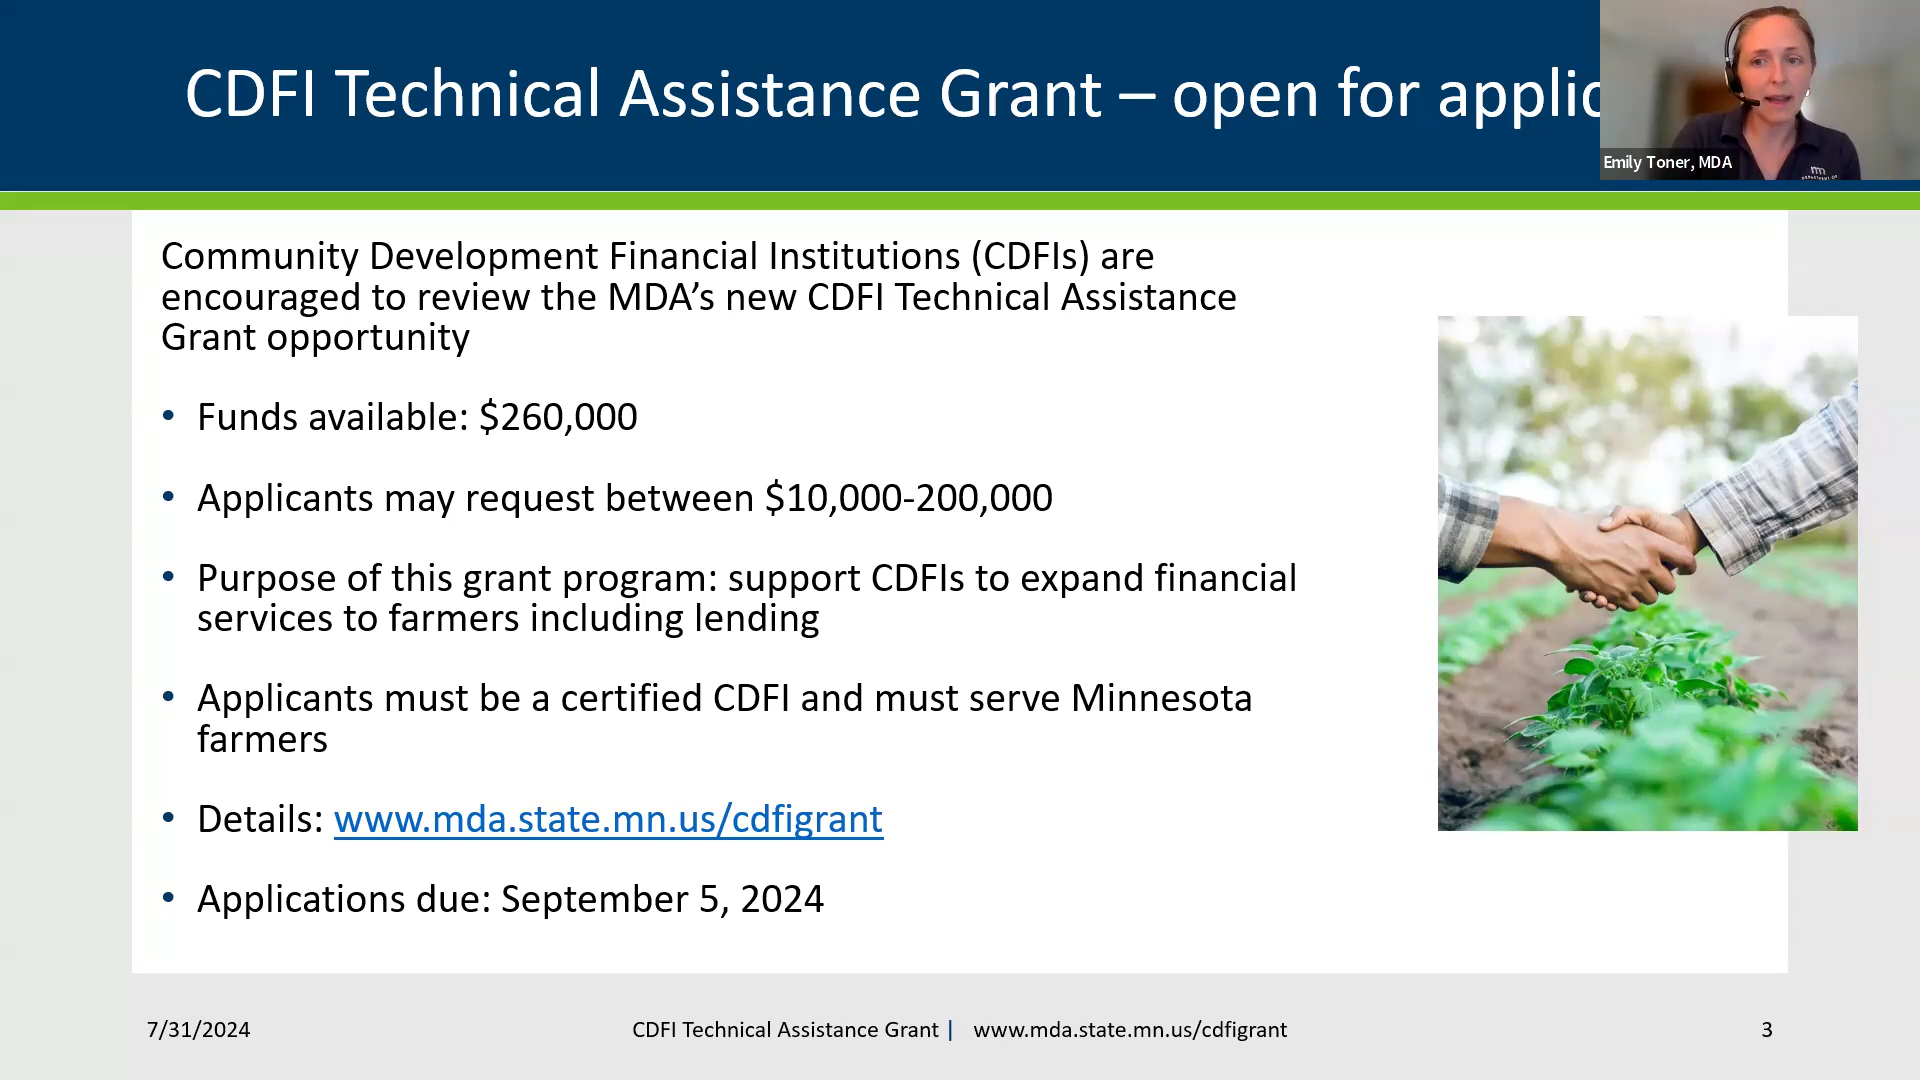 CDFI Technical Assistance Grant – open for applic
Emily Toner, MDA
Community Development Financial Institutions (CDFIs) are
encouraged to review the MDA’s new CDFI Technical Assistance
Grant opportunity
• Funds available: $260,000
• Applicants may request between $10,000-200,000
• Purpose of this grant program: support CDFIs to expand financial
services to farmers including lending
• Applicants must be a certified CDFI and must serve Minnesota
farmers
• Details: www.mda.state.mn.us/cdfigrant
• Applications due: September 5, 2024
7/31/2024
CDFI Technical Assistance Grant | www.mda.state.mn.us/cdfigrant
3